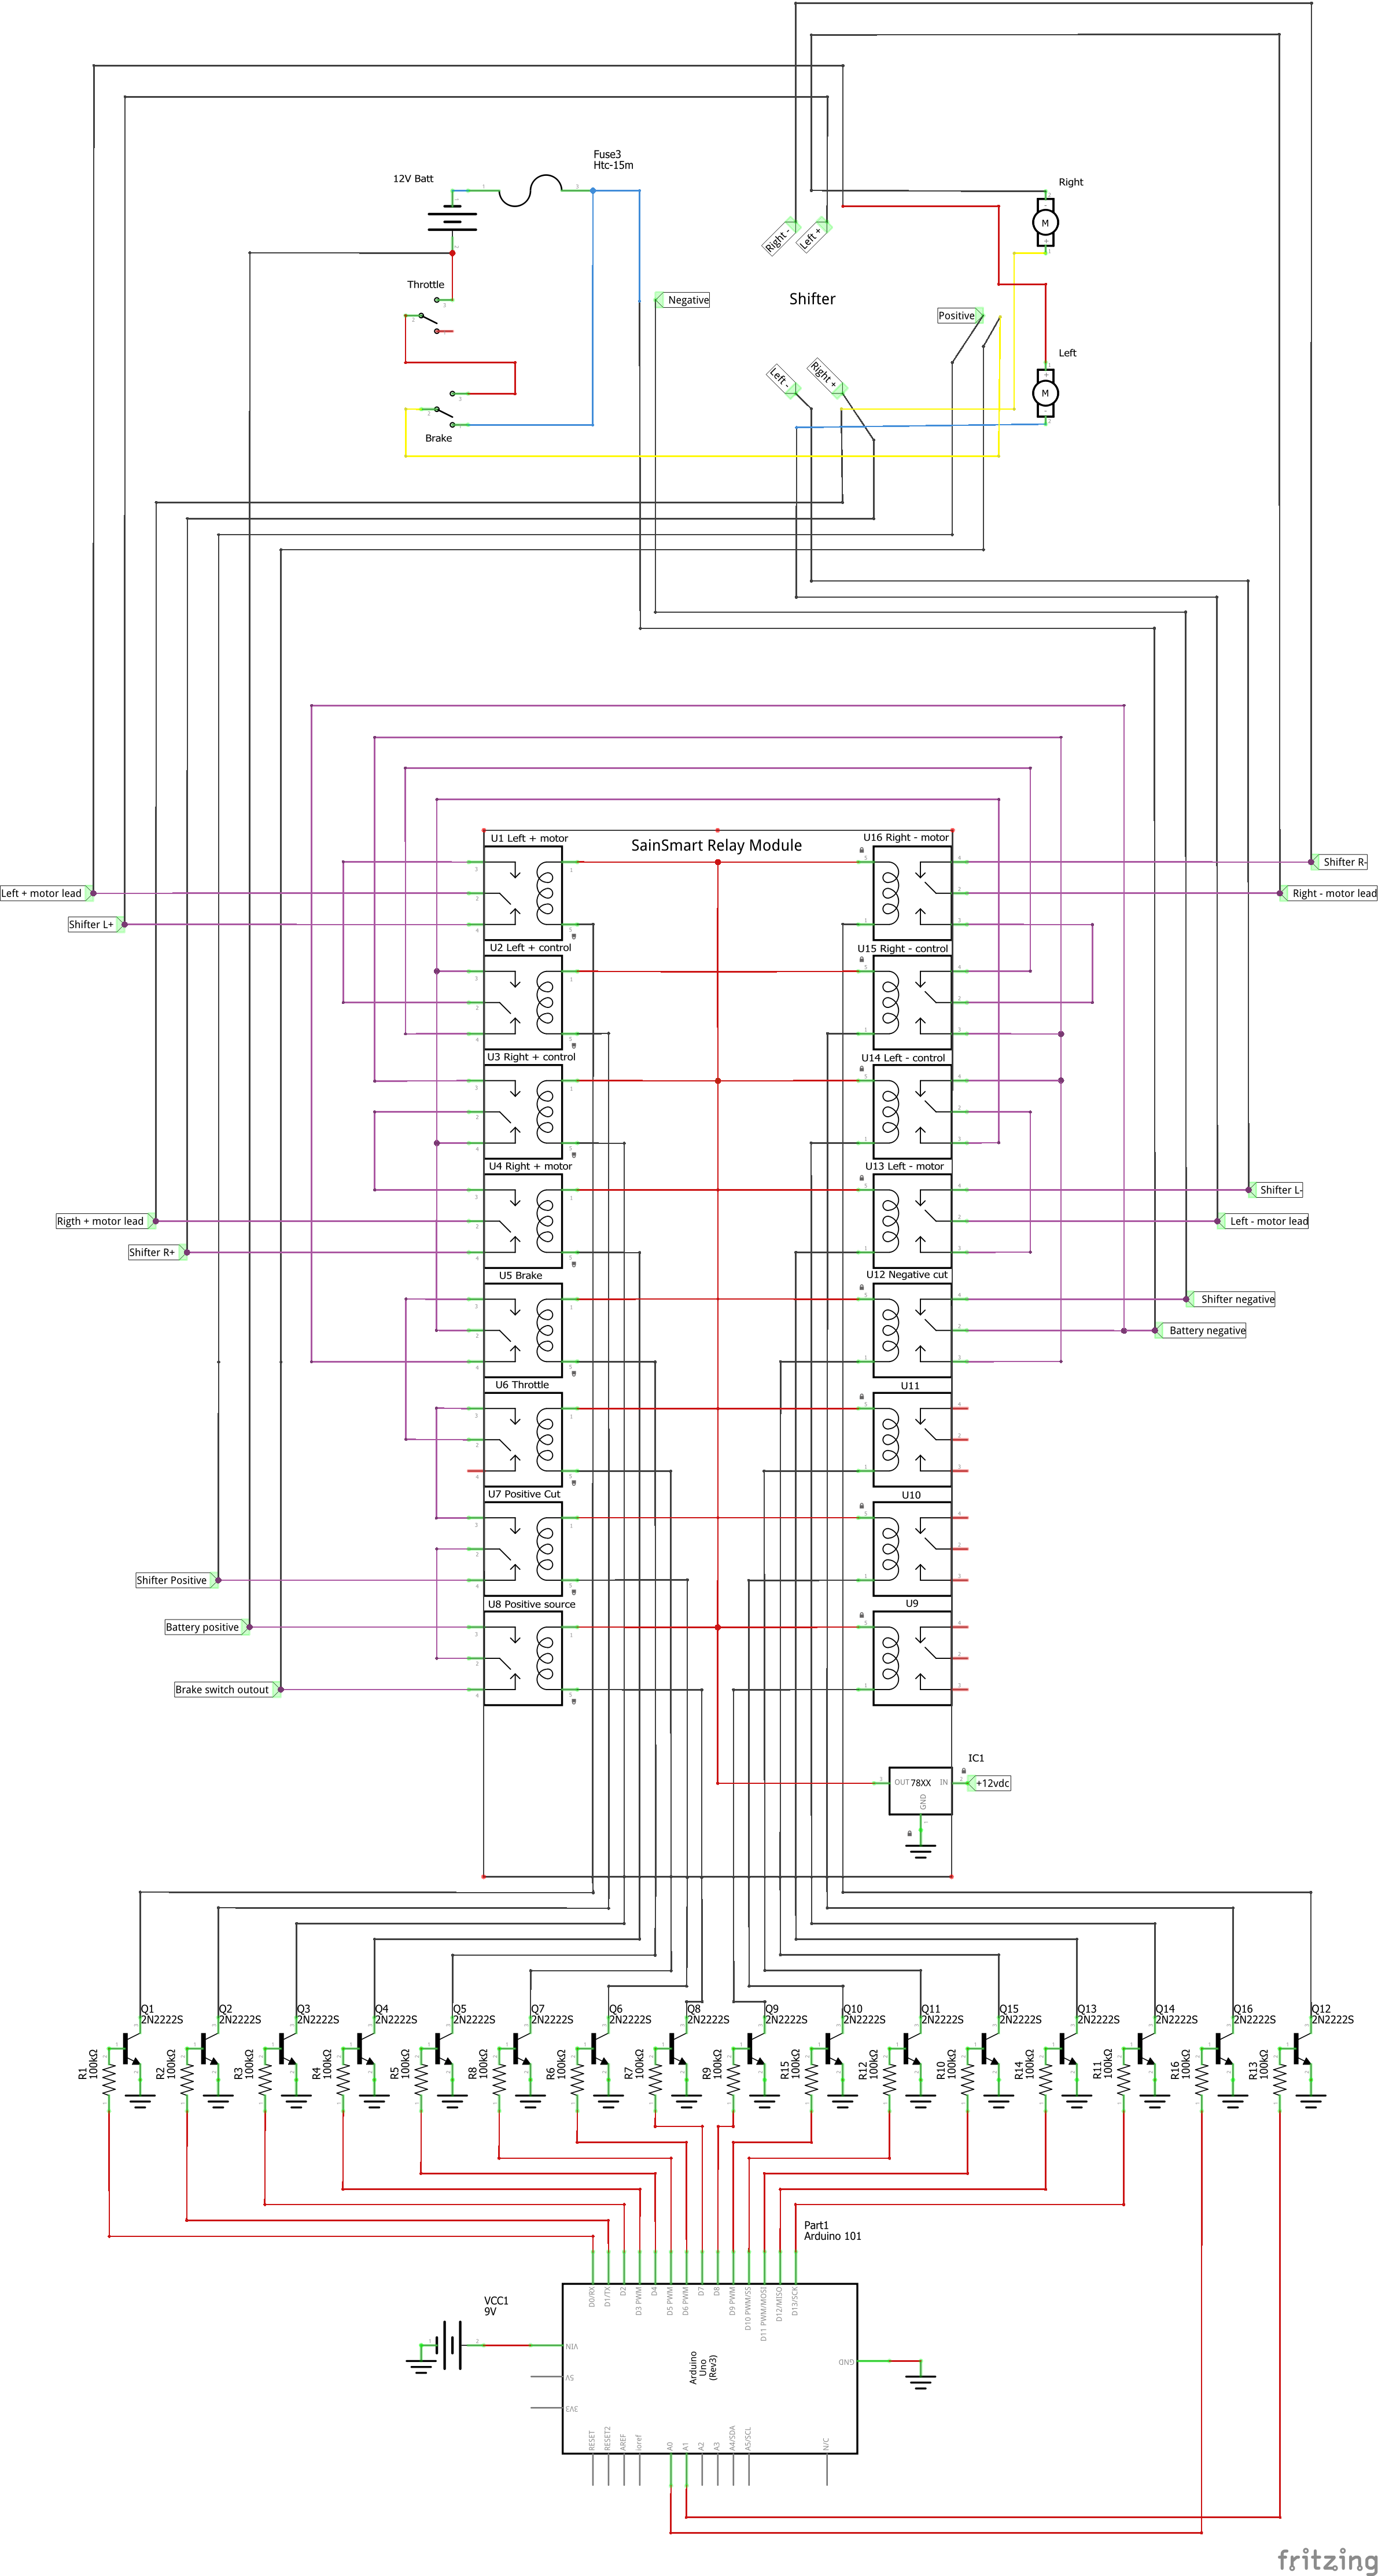 Fuse3
Htc-15m
12V Batt
Right
M
Right -
Left +
Throttle
Negative
Shifter
Positive
Left
M
Left -
Right +
Brake
SainSmart Relay Module
U1 Left + motor
U16 Right - motor
Shifter R-
Left + motor lead
Right - motor lead
Shifter L+
U2 Left + control
U15 Right - control
U3 Right + control
U14 Left - control
U4 Right + motor
U13 Left - motor
Shifter L-
Rigth + motor lead
Left - motor lead
Shifter R+
U5 Brake
U12 Negative cut
Shifter negative
Battery negative
U6 Throttle
U11
U7 Positive Cut
U10
Shifter Positive
U8 Positive source
U9
Battery positive
Brake switch outout
IC1
OUT 78XX IN
+12vdc
GND
Q1
2N2222S
Q2
2N2222S
Q3
2N2222S
Q4
2N2222S
Q5
2N2222S
Q7
2N2222S
Q6
2N2222S
Q8
2N2222S
Q9
2N2222S
Q10
2N2222S
Q11
2N2222S
Q15
2N2222S
Q13
2N2222S
Q14
2N2222S
Q16
2N2222S
Q12
2N2222S
R1
100kΩ
R2
100kΩ
R3
100kΩ
R4
100kΩ
R5
100kΩ
R8
100kΩ
R6
100kΩ
R7
100kΩ
R9
100kΩ
R15
100kΩ
R12
100kΩ
R10
100kΩ
R14
100kΩ
R11
100kΩ
R16
100kΩ
R13
100kΩ
Part1
Arduino 101
D0/RX
D1/TX
D2
D3 PWM
D4
D5 PWM
D6 PWM
D7
D8
D9 PWM
D10 PWM/SS
D11 PWM/MOSI
D12/MISO
D13/SCK
VCC1
9V
VIN
5V
3V3
Arduino
Uno
(Rev3)
GND
RESET
RESET2
AREF
ioref
A0
A1
A2
A3
A4/SDA
A5/SCL
N/C
fritzing